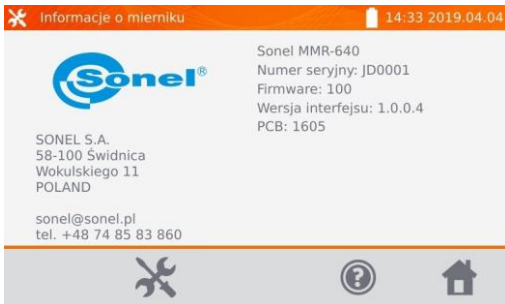 Informacje o mierniku
14:33 2019.04.04
Sonel®
Sonel MMR-640
Numer seryjny: JD0001
Firmware: 100
Wersja interfejsu: 1.0.0.4
PCB: 1605
SONEL S.A.
58-100 Świdnica
Wokulskiego 11
POLAND
sonel@sonel.pl
tel. +48 74 85 83 860
?